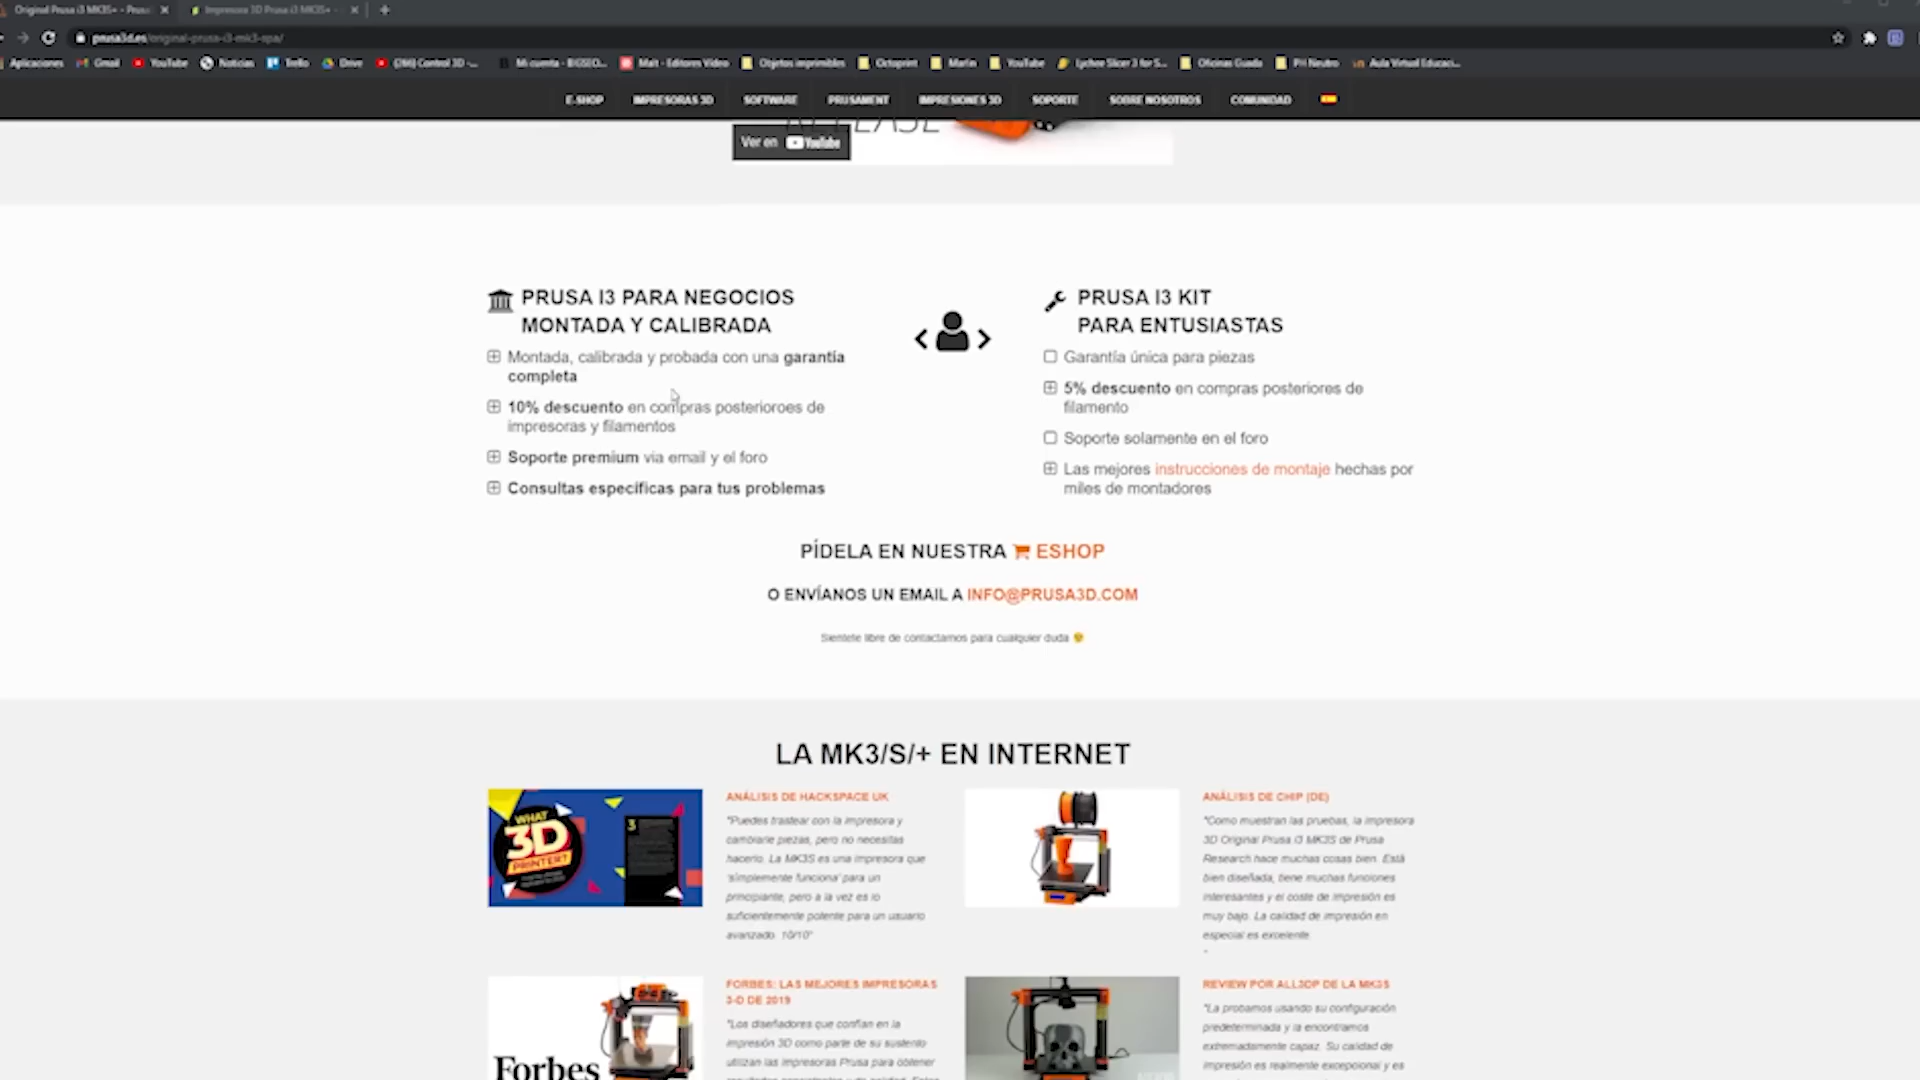 Original Prusa i3 MK3S+ - Prus
Impresora 3D Prusa i3 MK3S+ -
prusa3d.es/original-prusa-i3-mk3-spa/
Aplicaciones
Gmail
YouTube
Noticias
Trello
Drive
(266) Control 3D -...
Mi cuenta - BIGSEO...
Mait - Editores Video
Objetos imprimibles
Octoprint
Marlin
YouTube
Lychee Slicer 3 for S...
Oficinas Guada
PH Neutro
Aula Virtual Educaci...
E-SHOP
IMPRESORAS 3D
SOFTWARE
PRUSAMENT
IMPRESIONES 3D
SOPORTE
SOBRE NOSOTROS
COMUNIDAD
RELEASE
Ver en YouTube
PRUSA I3 PARA NEGOCIOS
MONTADA Y CALIBRADA
Montada, calibrada y probada con una garantía
completa
10% descuento en compras posterioroes de
impresoras y filamentos
Soporte premium via email y el foro
Consultas especificas para tus problemas
PRUSA I3 KIT
PARA ENTUSIASTAS
Garantía única para piezas
5% descuento en compras posteriores de
filamento
Soporte solamente en el foro
Las mejores instrucciones de montaje hechas por
miles de montadores
PÍDELA EN NUESTRA ESHOP
O ENVÍANOS UN EMAIL A INFO@PRUSA3D.COM
Sientete libre de contactarnos para cualquier duda
LA MK3/S/+ EN INTERNET
WHAT
3D
PRINTER?
3
ANÁLISIS DE HACKSPACE UK
"Puedes trastear con la impresora y
cambiarle piezas, pero no necesitas
hacerlo. La MK3S es una impresora que
'simplemente funciona' para un
principiante, pero a la vez es lo
suficientemente potente para un usuario
avanzado. 10/10"
ANÁLISIS DE CHIP (DE)
"Como muestran las pruebas, la impresora
3D Original Prusa i3 MK3S de Prusa
Research hace muchas cosas bien. Está
bien diseñada, tiene muchas funciones
interesantes y el coste de impresión es
muy bajo. La calidad de impresión en
especial es excelente.
"
Forbes
FORBES: LAS MEJORES IMPRESORAS
3-D DE 2019
"Los diseñadores que confían en la
impresión 3D como parte de su sustento
utilizan las impresoras Prusa para obtener
REVIEW POR ALL3DP DE LA MK3S
"La probamos usando su configuración
predeterminada y la encontramos
extremadamente capaz. Su calidad de
impresión es realmente excepcional y es